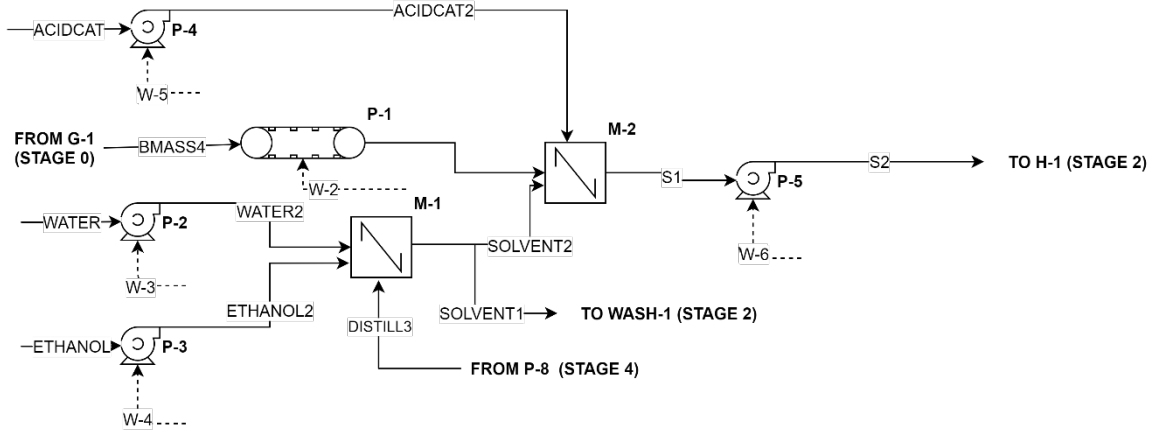 ACIDCAT
ACIDCAT2
P-4
W-5
P-1
M-2
FROM G-1
(STAGE 0)
BMASS4
W-2
S1
P-5
S2
TO H-1 (STAGE 2)
W-6
WATER
P-2
WATER2
M-1
W-3
SOLVENT2
ETHANOL2
DISTILL3
SOLVENT1
TO WASH-1 (STAGE 2)
ETHANOL
P-3
FROM P-8 (STAGE 4)
W-4